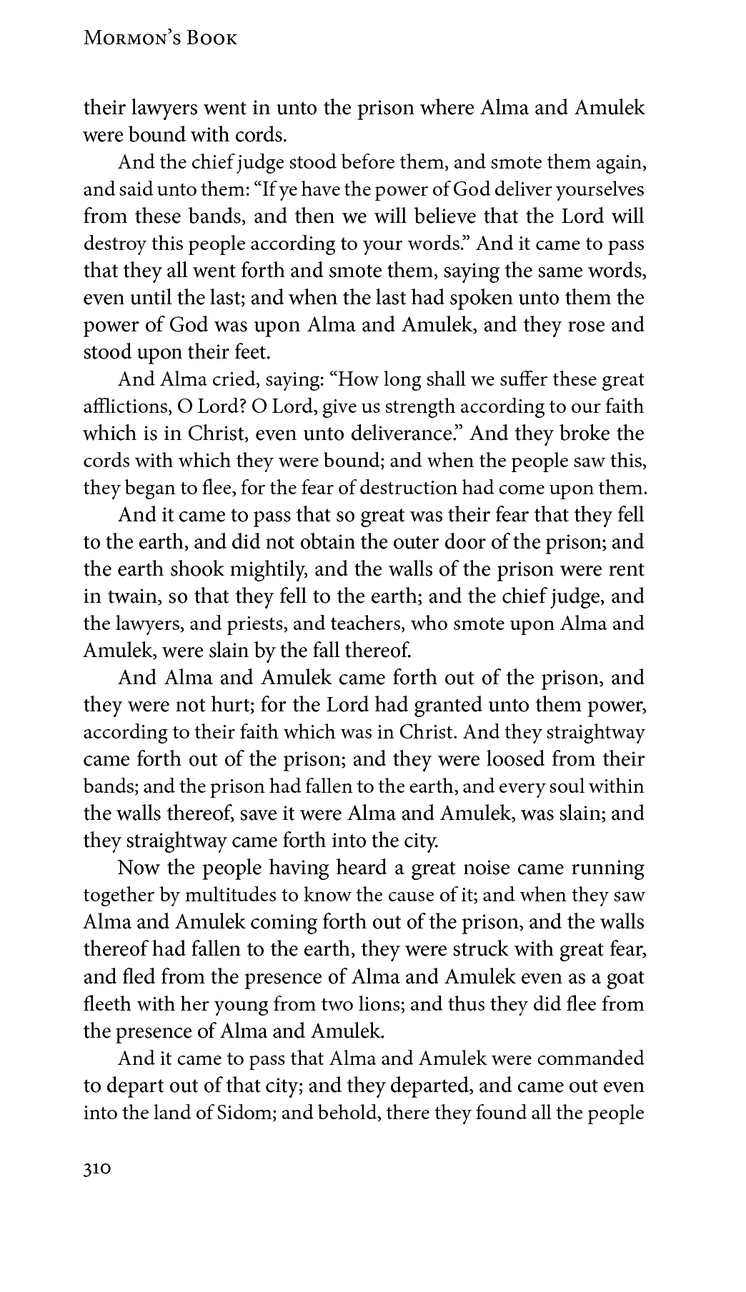 Mormon's Book
their lawyers went in unto the prison where Alma and Amulek
were bound with cords.
And the chief judge stood before them, and smote them again,
and said unto them: “If ye have the power of God deliver yourselves
from these bands, and then we will believe that the Lord will
destroy this people according to your words.” And it came to pass
that they all went forth and smote them, saying the same words,
even until the last; and when the last had spoken unto them the
power of God was upon Alma and Amulek, and they rose and
stood upon their feet.
And Alma cried, saying: “How long shall we suffer these great
afflictions, O Lord? O Lord, give us strength according to our faith
which is in Christ, even unto deliverance.” And they broke the
cords with which they were bound; and when the people saw this,
they began to flee, for the fear of destruction had come upon them.
And it came to pass that so great was their fear that they fell
to the earth, and did not obtain the outer door of the prison; and
the earth shook mightily, and the walls of the prison were rent
in twain, so that they fell to the earth; and the chief judge, and
the lawyers, and priests, and teachers, who smote upon Alma and
Amulek, were slain by the fall thereof.
And Alma and Amulek came forth out of the prison, and
they were not hurt; for the Lord had granted unto them power,
according to their faith which was in Christ. And they straightway
came forth out of the prison; and they were loosed from their
bands; and the prison had fallen to the earth, and every soul within
the walls thereof, save it were Alma and Amulek, was slain; and
they straightway came forth into the city.
Now the people having heard a great noise came running
together by multitudes to know the cause of it; and when they saw
Alma and Amulek coming forth out of the prison, and the walls
thereof had fallen to the earth, they were struck with great fear,
and fled from the presence of Alma and Amulek even as a goat
fleeth with her young from two lions; and thus they did flee from
the presence of Alma and Amulek.
And it came to pass that Alma and Amulek were commanded
to depart out of that city; and they departed, and came out even
into the land of Sidom; and behold, there they found all the people
310